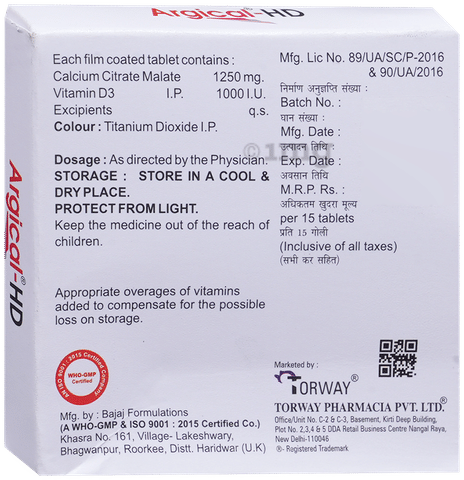 Argical®-HD
Argical®-HD
Each film coated tablet contains :
Calcium Citrate Malate 1250 mg.
Vitamin D3 I.P. 1000 I.U.
Excipients q.s.
Colour : Titanium Dioxide I.P.
Dosage : As directed by the Physician.
STORAGE : STORE IN A COOL &
DRY PLACE.
PROTECT FROM LIGHT.
Keep the medicine out of the reach of
children.
Appropriate overages of vitamins
added to compensate for the possible
loss on storage.
AN ISO 9001 : 2015 Certified Company
WHO-GMP
Certified
Mfg. by : Bajaj Formulations
(A WHO-GMP & ISO 9001 : 2015 Certified Co.)
Khasra No. 161, Village- Lakeshwary,
Bhagwanpur, Roorkee, Distt. Haridwar (U.K)
Mfg. Lic No. 89/UA/SC/P-2016
& 90/UA/2016
निर्माण अनुज्ञप्ति संख्या :
Batch No. :
घान संख्या :
Mfg. Date :
उत्पादन तिथि
Exp. Date :
अवसान तिथि
M.R.P. Rs :
अधिकतम खुदरा मूल्य
per 15 tablets
प्रति 15 गोली
(Inclusive of all taxes)
(सभी कर सहित)
1mg
Marketed by :
TORWAY®
TORWAY PHARMACIA PVT. LTD.®
Office/Unit No. C-2 & C-3, Basement, Kirti Deep Building,
Plot No. 2,3,4 & 5 DDA Retail Business Centre Nangal Raya,
New Delhi-110046
®- Registered Trademark